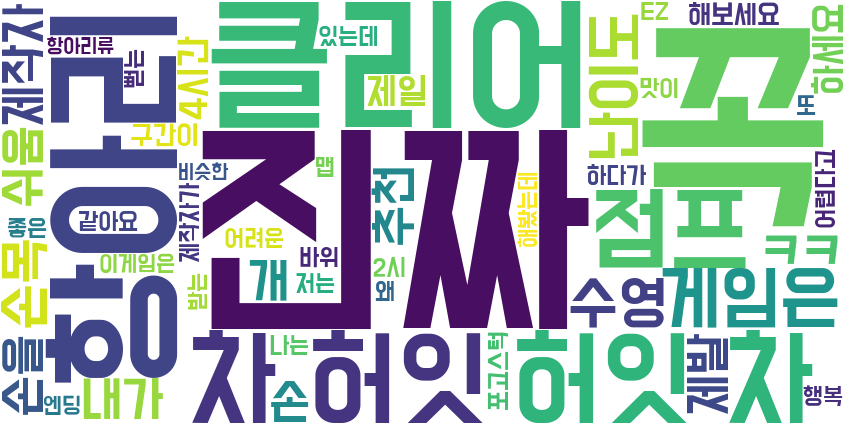 제작자
항아리류
뻗는
4시간
클리어
있는데
제일
난이도
EZ
해보세요
꼭
맛이
하세요
또
항아리
구간이
쉬움
진짜
비슷한
맵
추천
해봤는데
하다가
어렵다고
좋은
같아요
제작자가
어려운
점프
ㅋㅋ
손목
이게임은
받는
개
바위
저는
2시
왜
수영
게임은
손을
엔딩
내가
차
나는
손
허잇
포고스틱
허잇
제발
차
행복